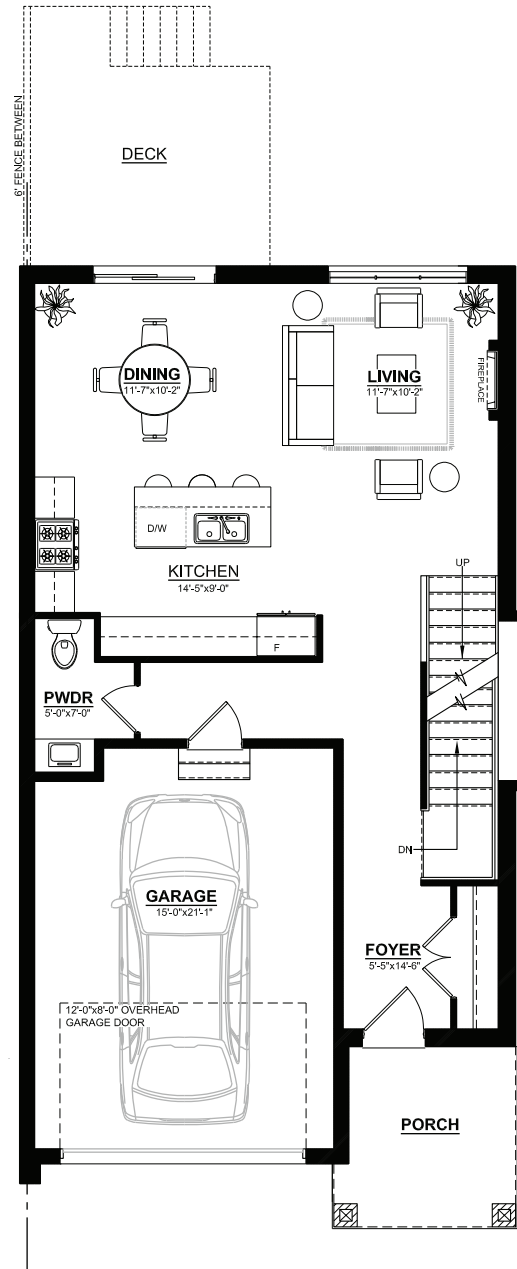 6' FENCE BETWEEN
DECK
DINING
11'-7"x10'-2"
LIVING
11'-7"x10'-2"
FIREPLACE
D/W
KITCHEN
14'-5"x9'-0"
UP
F
PWDR
5'-0"x7'-0"
DN
GARAGE
15'-0"x21'-1"
FOYER
5'-5"x14'-6"
12'-0"x8'-0" OVERHEAD
GARAGE DOOR
PORCH